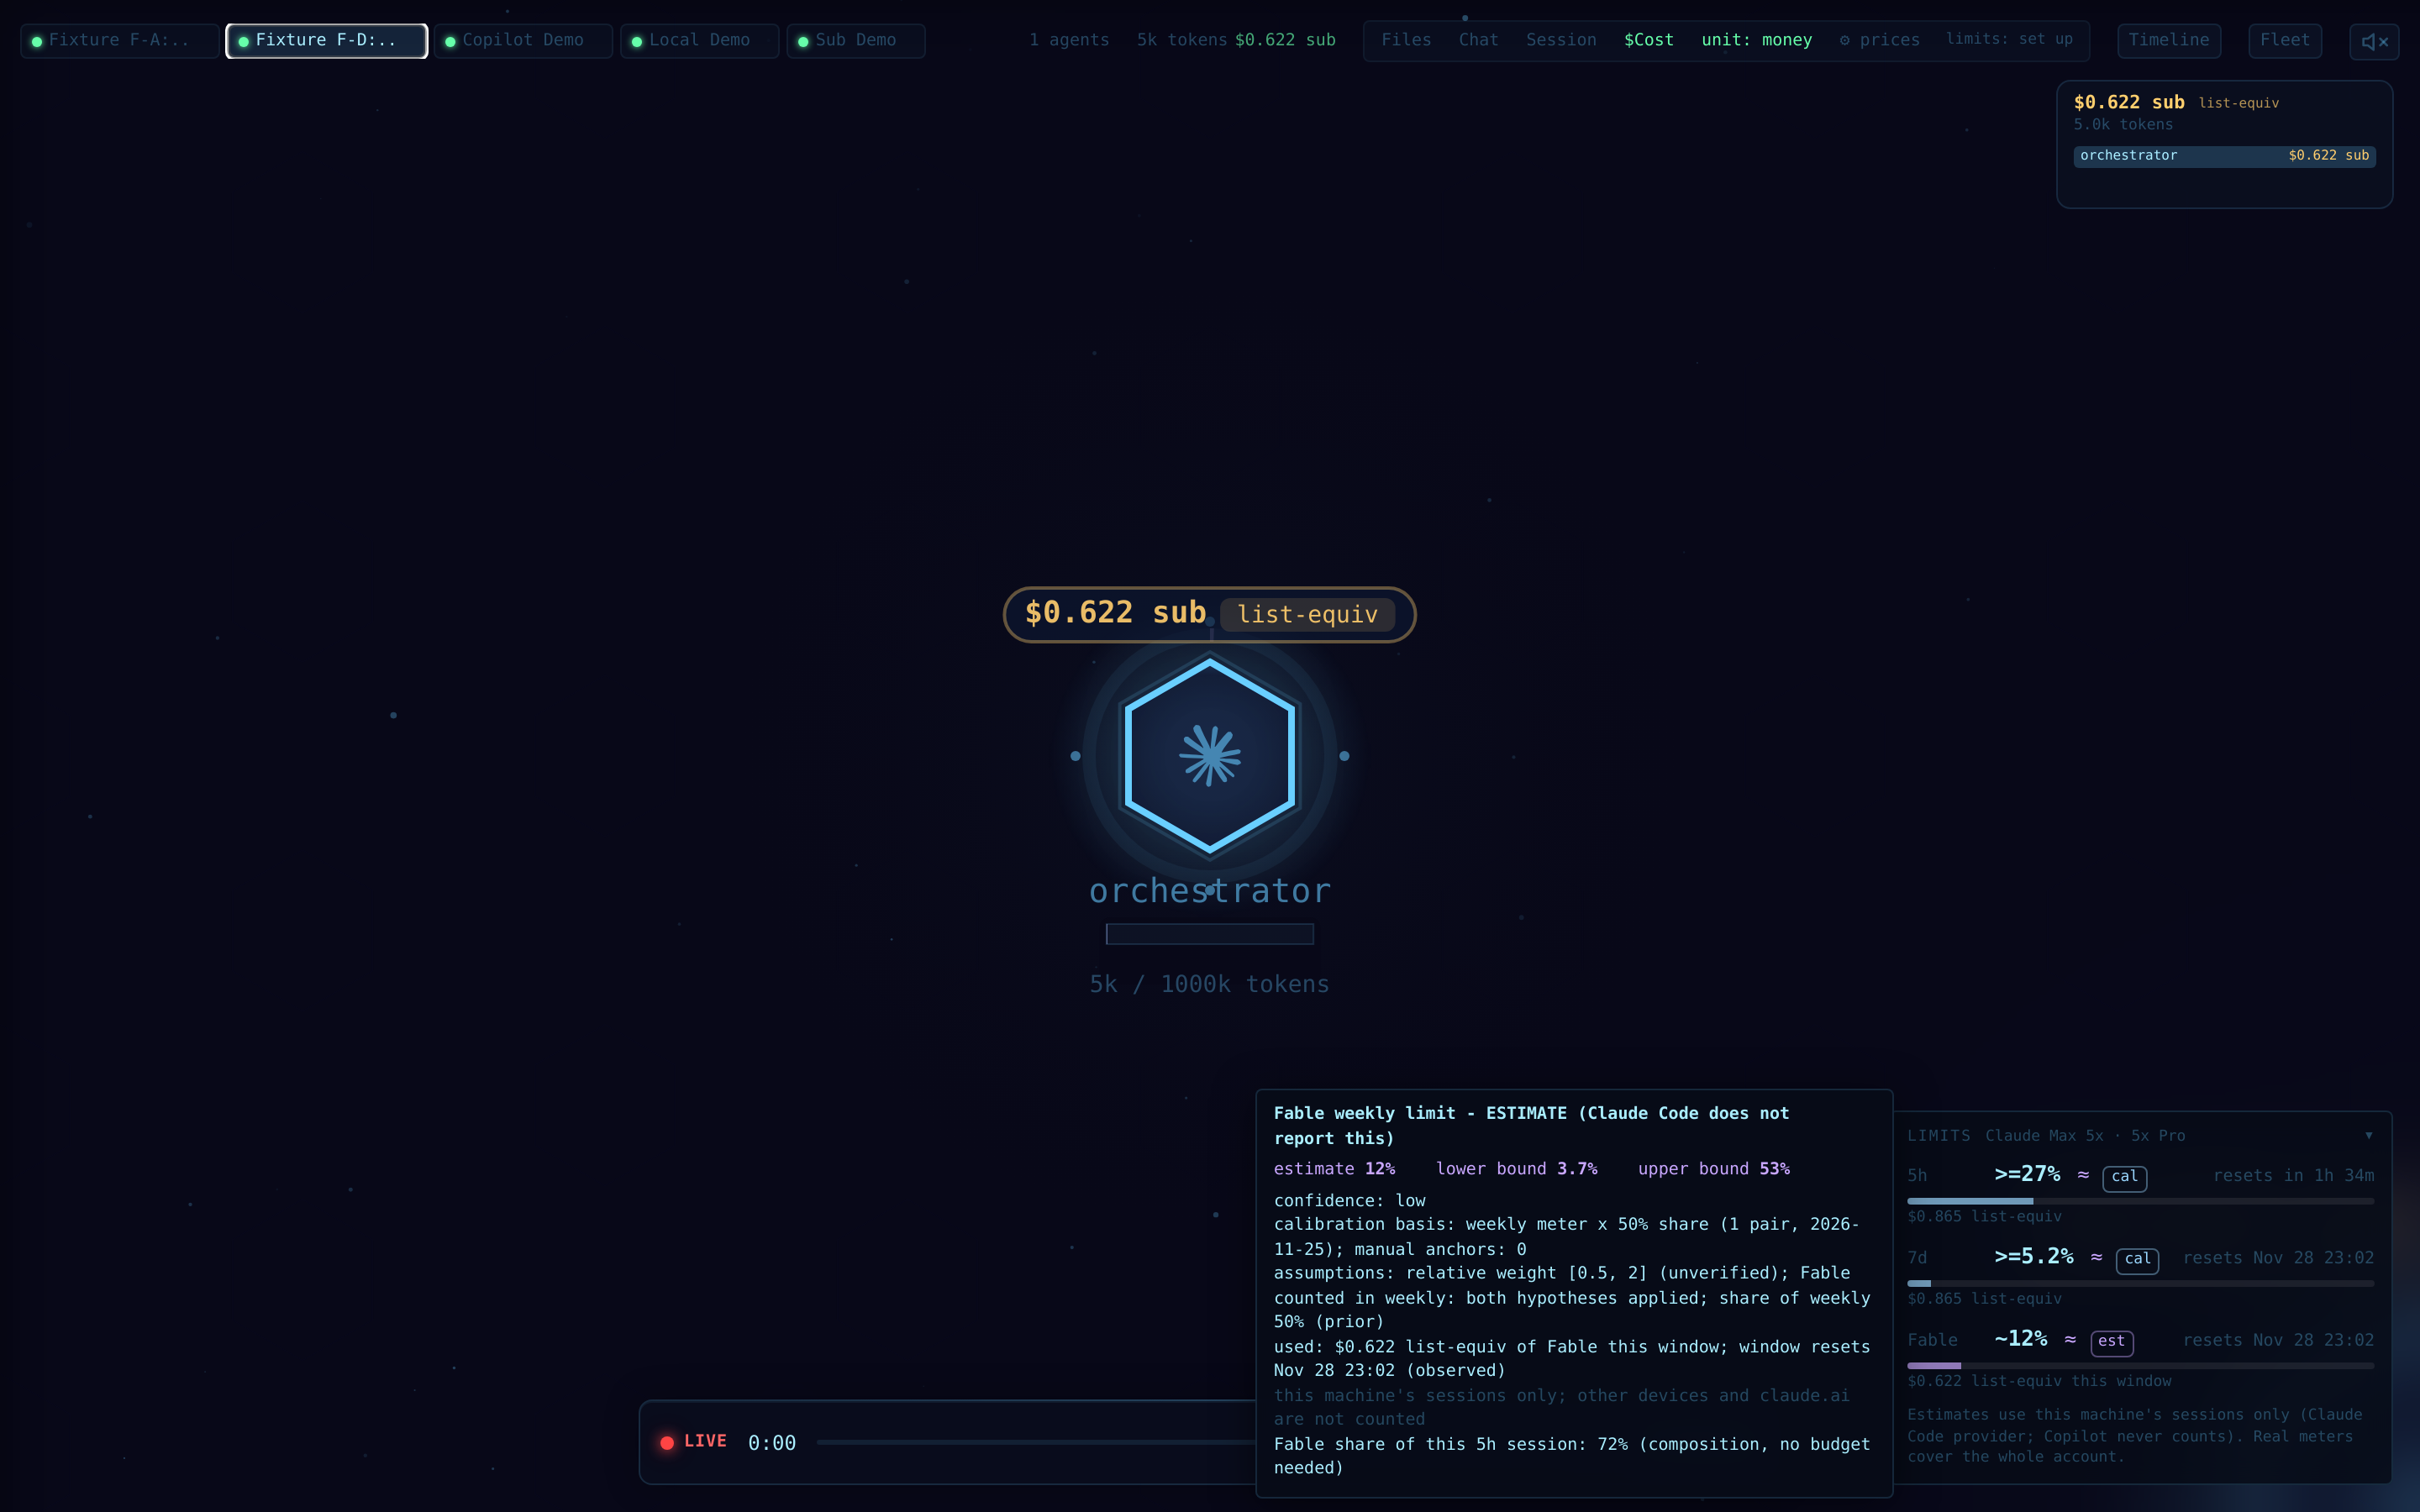 Fixture F-A:..
Fixture F-D:..
Copilot Demo
Local Demo
Sub Demo
1 agents
5k tokens $0.622 sub
Files
Chat
Session
$Cost
unit: money
⚙ prices
limits: set up
Timeline
Fleet
$0.622 sub list-equiv
5.0k tokens
orchestrator $0.622 sub
$0.622 sub list-equiv
orchestrator
5k / 1000k tokens
LIVE 0:00
Fable weekly limit - ESTIMATE (Claude Code does not
report this)
estimate 12% lower bound 3.7% upper bound 53%
confidence: low
calibration basis: weekly meter x 50% share (1 pair, 2026-
11-25); manual anchors: 0
assumptions: relative weight [0.5, 2] (unverified); Fable
counted in weekly: both hypotheses applied; share of weekly
50% (prior)
used: $0.622 list-equiv of Fable this window; window resets
Nov 28 23:02 (observed)
this machine's sessions only; other devices and claude.ai
are not counted
Fable share of this 5h session: 72% (composition, no budget
needed)
LIMITS Claude Max 5x · 5x Pro ▼
5h >=27% ≈ cal resets in 1h 34m
$0.865 list-equiv
7d >=5.2% ≈ cal resets Nov 28 23:02
$0.865 list-equiv
Fable ~12% ≈ est resets Nov 28 23:02
$0.622 list-equiv this window
Estimates use this machine's sessions only (Claude
Code provider; Copilot never counts). Real meters
cover the whole account.